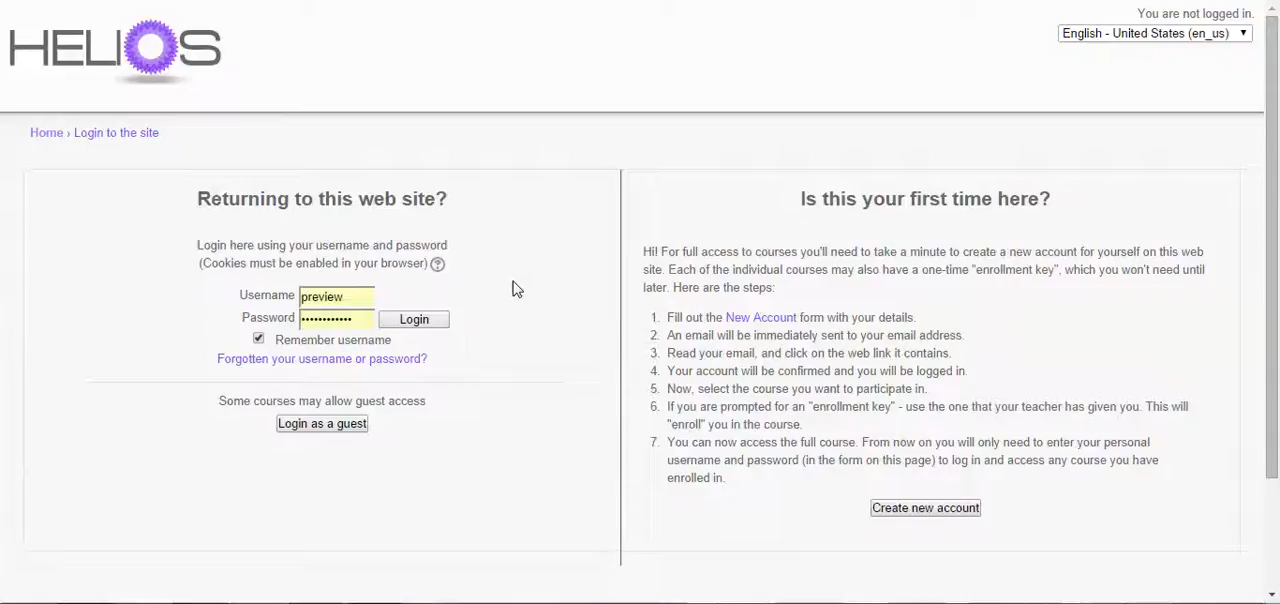 You are not logged in.
HELIOS
English - United States (en_us)
Home › Login to the site
Returning to this web site?
Login here using your username and password
(Cookies must be enabled in your browser) ?
Username preview
Password ••••••••••••
Login
Remember username
Forgotten your username or password?
Some courses may allow guest access
Login as a guest
Is this your first time here?
Hi! For full access to courses you'll need to take a minute to create a new account for yourself on this web
site. Each of the individual courses may also have a one-time "enrollment key", which you won't need until
later. Here are the steps:
1. Fill out the New Account form with your details.
2. An email will be immediately sent to your email address.
3. Read your email, and click on the web link it contains.
4. Your account will be confirmed and you will be logged in.
5. Now, select the course you want to participate in.
6. If you are prompted for an "enrollment key" - use the one that your teacher has given you. This will
"enroll" you in the course.
7. You can now access the full course. From now on you will only need to enter your personal
username and password (in the form on this page) to log in and access any course you have
enrolled in.
Create new account